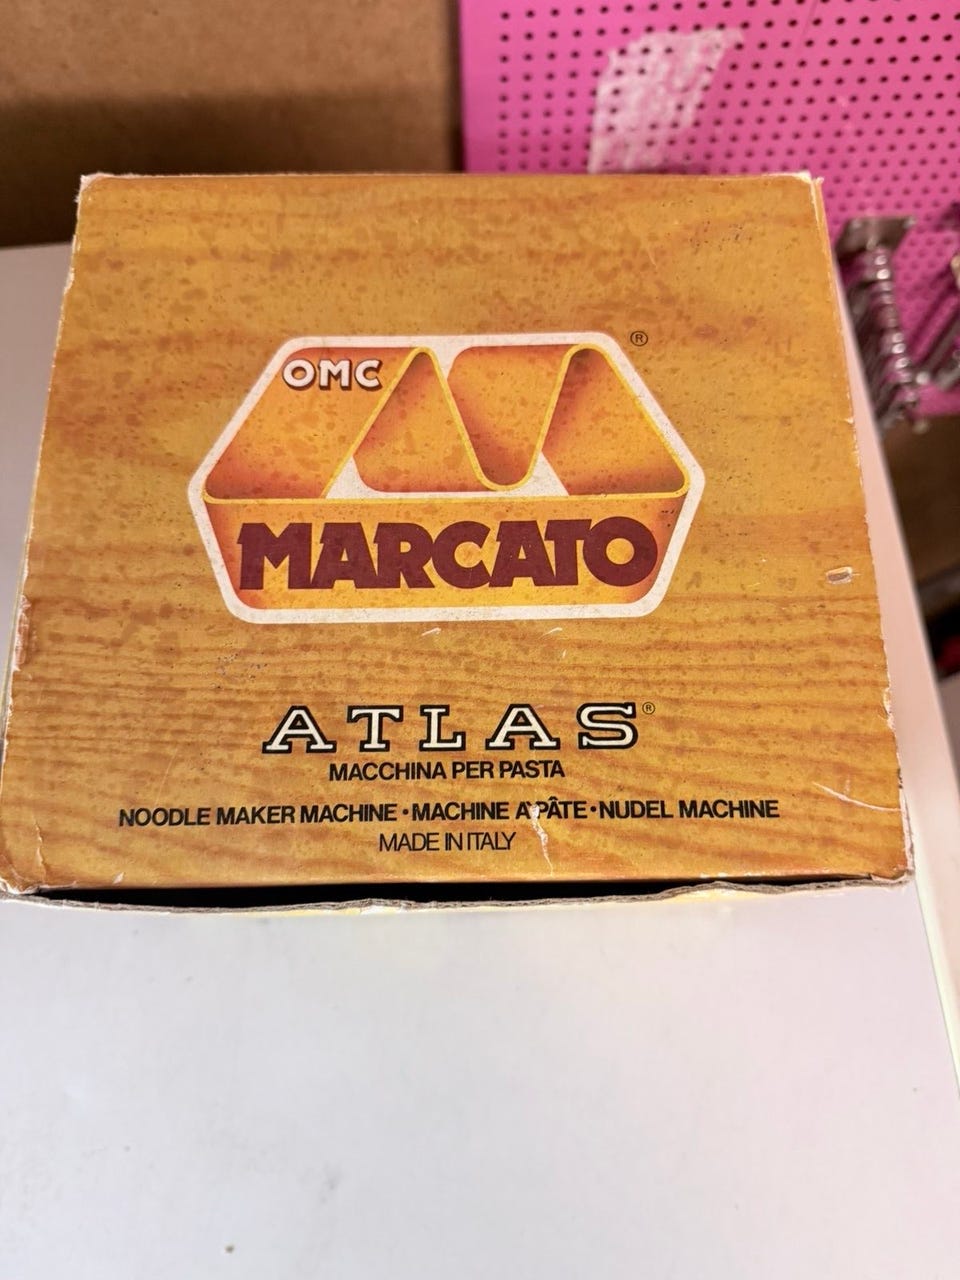 OMC
®
MARCATO
ATLAS®
MACCHINA PER PASTA
NOODLE MAKER MACHINE • MACHINE A PÂTE • NUDEL MACHINE
MADE IN ITALY